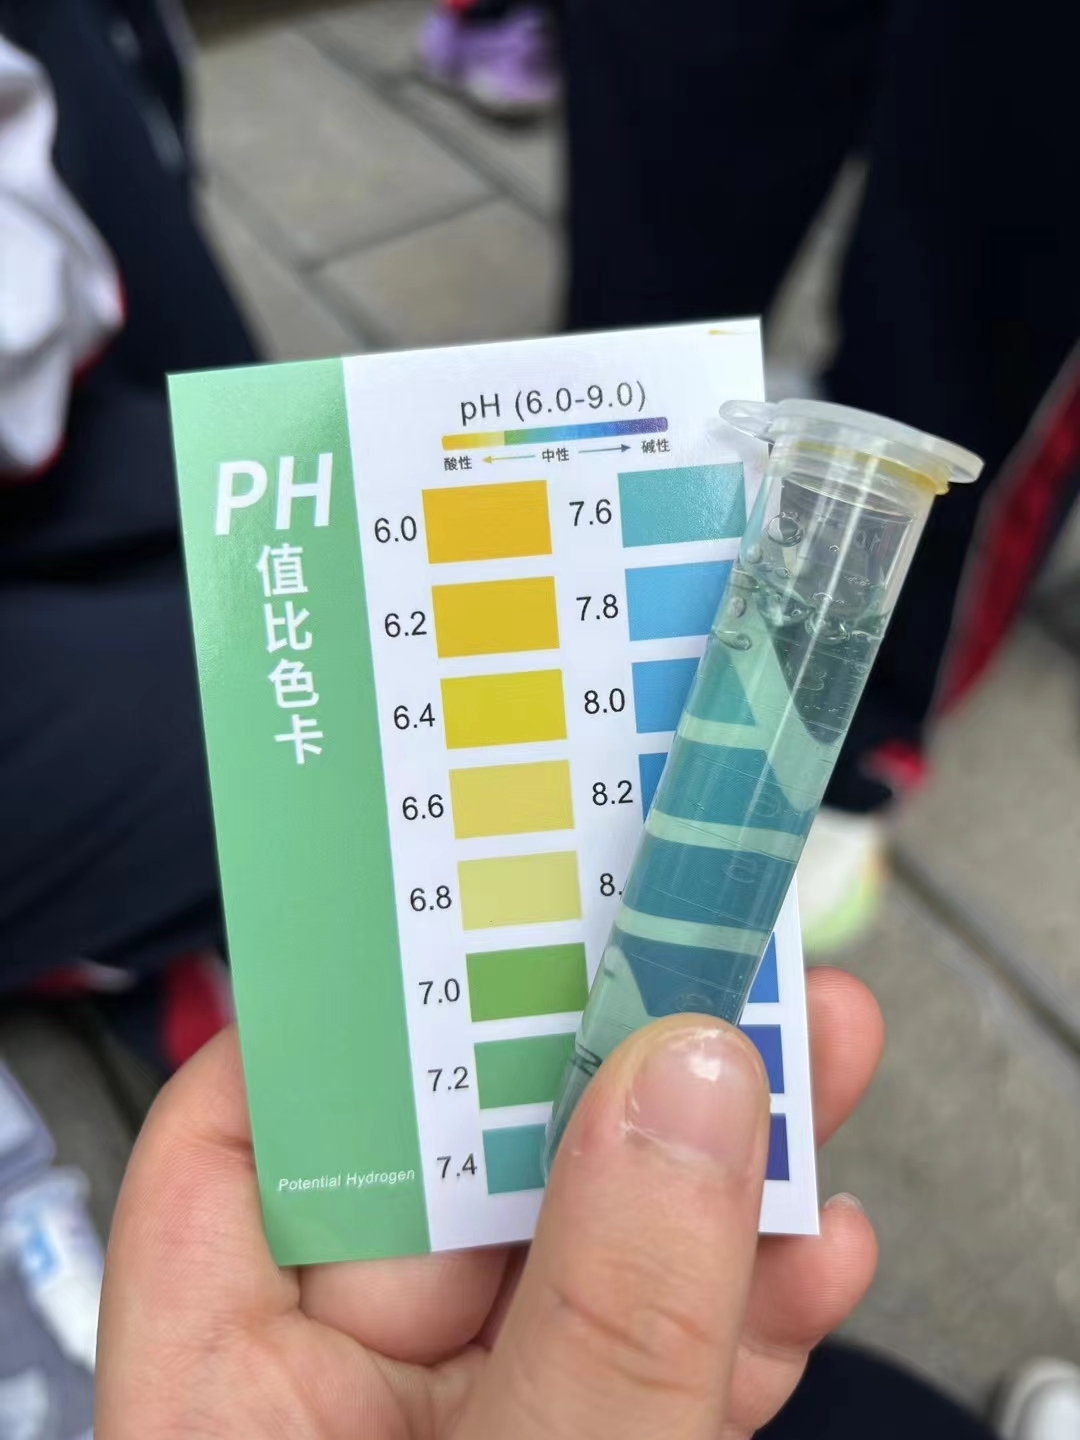 PH
值
比
色
卡
Potential Hydrogen
pH (6.0-9.0)
酸性 中性 碱性
6.0 7.6
6.2 7.8
6.4 8.0
6.6 8.2
6.8 8.
7.0
7.2
7.4